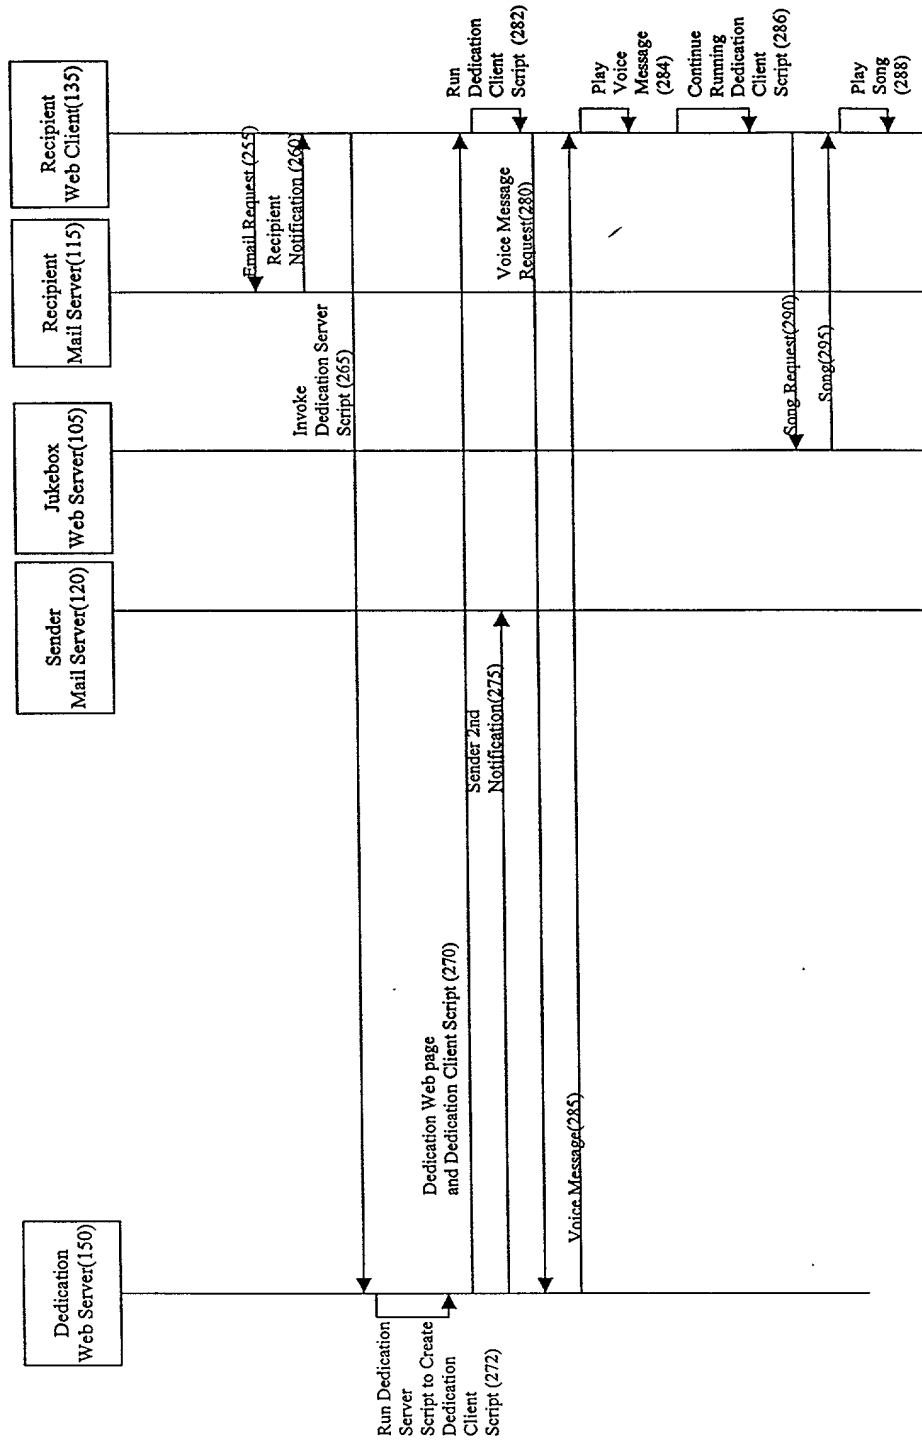 Dedication
Web Server(150)
Sender
Mail Server(120)
Jukebox
Web Server(105)
Recipient
Mail Server(115)
Recipient
Web Client(135)
Email Request (255)
Recipient
Notification (260)
Invoke
Dedication Server
Script (265)
Run Dedication
Server
Script to Create
Dedication
Client
Script (272)
Dedication Web page
and Dedication Client Script (270)
Run
Dedication
Client
Script (282)
Sender 2nd
Notification(275)
Voice Message
Request(280)
Voice Message(285)
Play
Voice
Message
(284)
Continue
Running
Dedication
Client
Script (286)
Song Request(290)
Song(295)
Play
Song
(288)